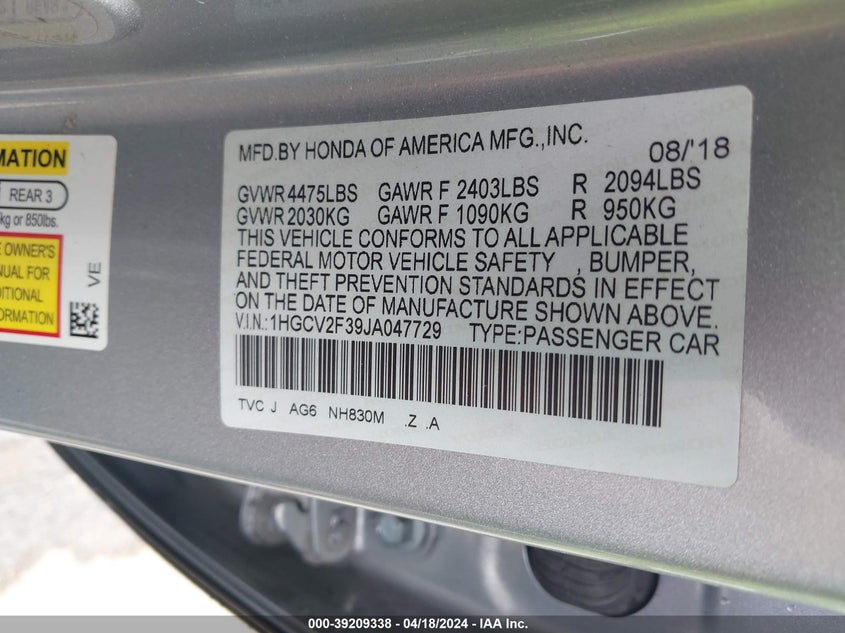 MATION
REAR 3
kg or 850lbs.
OWNER'S
FOR
VE
MFD.BY HONDA OF AMERICA MFG.,INC. 08/'18
GVWR 4475LBS GAWR F 2403LBS R 2094LBS
GVWR 2030KG GAWR F 1090KG R 950KG
THIS VEHICLE CONFORMS TO ALL APPLICABLE
FEDERAL MOTOR VEHICLE SAFETY , BUMPER,
AND THEFT PREVENTION STANDARDS IN EFFECT
ON THE DATE OF MANUFACTURE SHOWN ABOVE.
V.I.N.:1HGCV2F39JA047729 TYPE:PASSENGER CAR
TVC J AG6 NH830M .Z .A
000-39209338 - 04/18/2024 - IAA Inc.